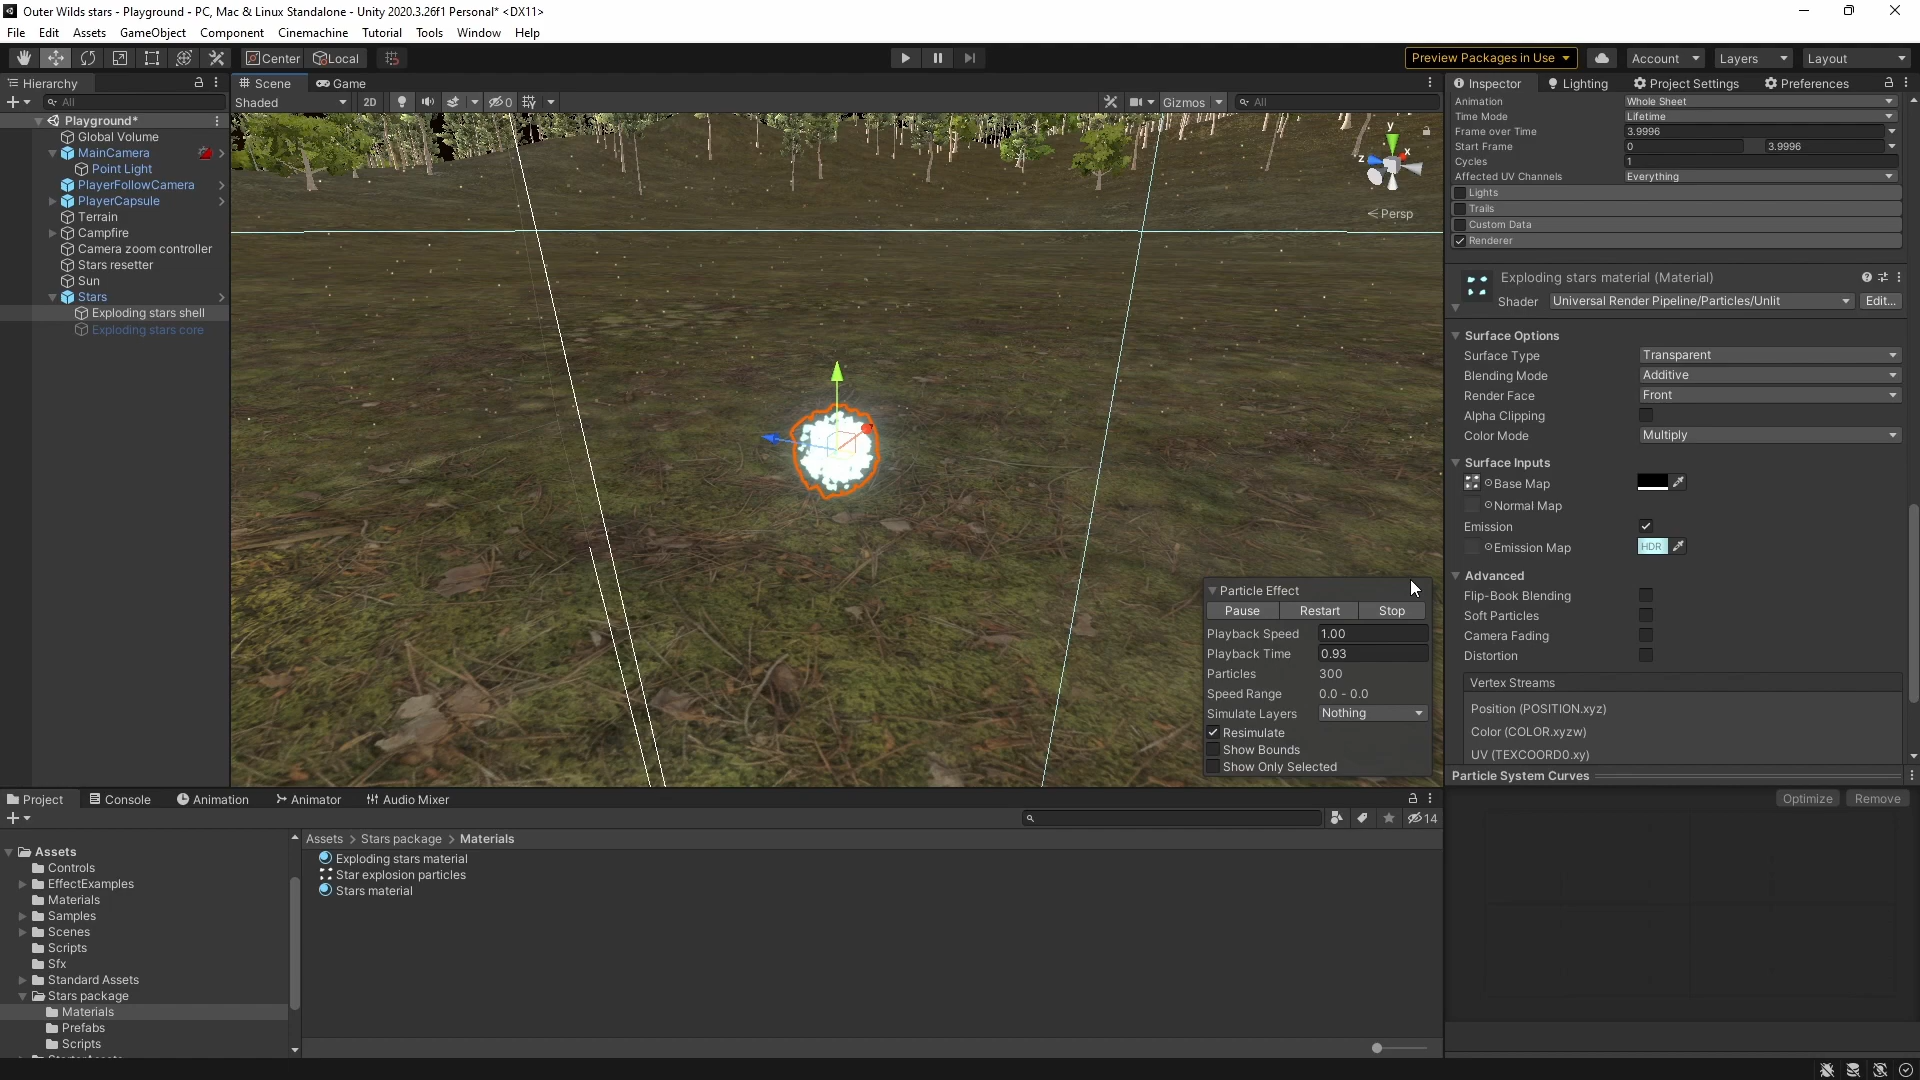 Outer Wilds stars - Playground - PC, Mac & Linux Standalone - Unity 2020.3.26f1 Personal* <DX11>
File Edit Assets GameObject Component Cinemachine Tutorial Tools Window Help
Center Local Preview Packages in Use Account Layers Layout
Hierarchy Scene Game Inspector Lighting Project Settings Preferences
All Shaded 2D 0 Gizmos All
Playground*
Global Volume
MainCamera
Point Light
PlayerFollowCamera
PlayerCapsule
Terrain
Campfire
Camera zoom controller
Stars resetter
Sun
Stars
Exploding stars shell
Exploding stars core
y
x
z
Persp
Particle Effect
Pause Restart Stop
Playback Speed 1.00
Playback Time 0.93
Particles 300
Speed Range 0.0 - 0.0
Simulate Layers Nothing
Resimulate
Show Bounds
Show Only Selected
Animation Whole Sheet
Time Mode Lifetime
Frame over Time 3.9996
Start Frame 0 3.9996
Cycles 1
Affected UV Channels Everything
Lights
Trails
Custom Data
Renderer
Exploding stars material (Material)
Shader Universal Render Pipeline/Particles/Unlit Edit...
Surface Options
Surface Type Transparent
Blending Mode Additive
Render Face Front
Alpha Clipping
Color Mode Multiply
Surface Inputs
Base Map
Normal Map
Emission
Emission Map HDR
Advanced
Flip-Book Blending
Soft Particles
Camera Fading
Distortion
Vertex Streams
Position (POSITION.xyz)
Color (COLOR.xyzw)
UV (TEXCOORD0.xy)
Particle System Curves
Optimize Remove
Project Console Animation Animator Audio Mixer
14
Assets
Controls
EffectExamples
Materials
Samples
Scenes
Scripts
Sfx
Standard Assets
Stars package
Materials
Prefabs
Scripts
Assets > Stars package > Materials
Exploding stars material
Star explosion particles
Stars material